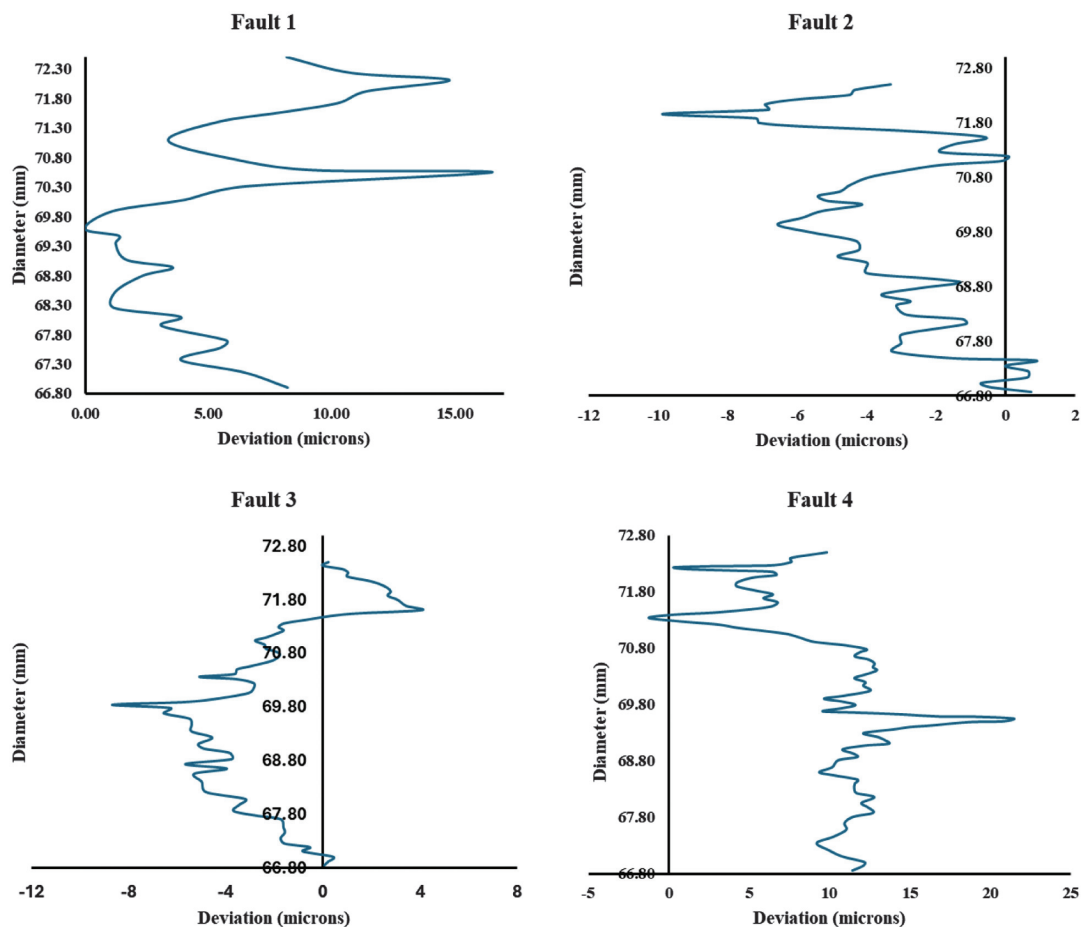 Fault 1
72.30
71.80
71.30
70.80
70.30
69.80
69.30
68.80
68.30
67.80
67.30
66.80
Diameter (mm)
0.00 5.00 10.00 15.00
Deviation (microns)
Fault 2
72.80
71.80
70.80
69.80
68.80
67.80
66.80
Diameter (mm)
-12 -10 -8 -6 -4 -2 0 2
Deviation (microns)
Fault 3
72.80
71.80
70.80
69.80
68.80
67.80
66.80
Diameter (mm)
-12 -8 -4 0 4 8
Deviation (microns)
Fault 4
72.80
71.80
70.80
69.80
68.80
67.80
66.80
Diameter (mm)
-5 0 5 10 15 20 25
Deviation (microns)